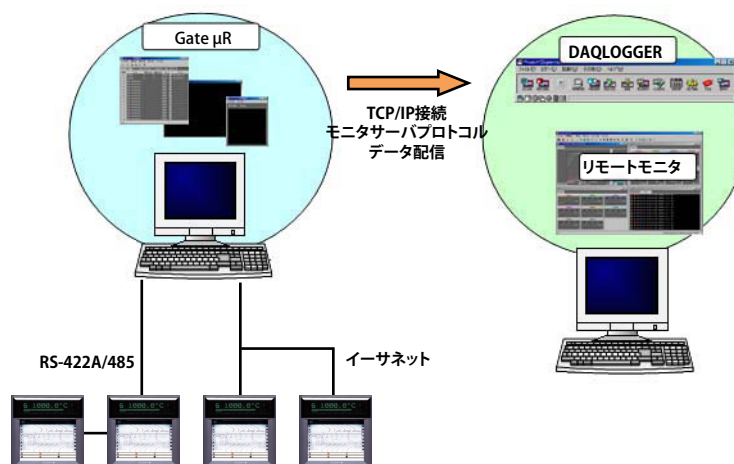 Gate μR
DAQLOGGER
TCP/IP接続
モニタサーバプロトコル
データ配信
リモートモニタ
RS-422A/485
イーサネット